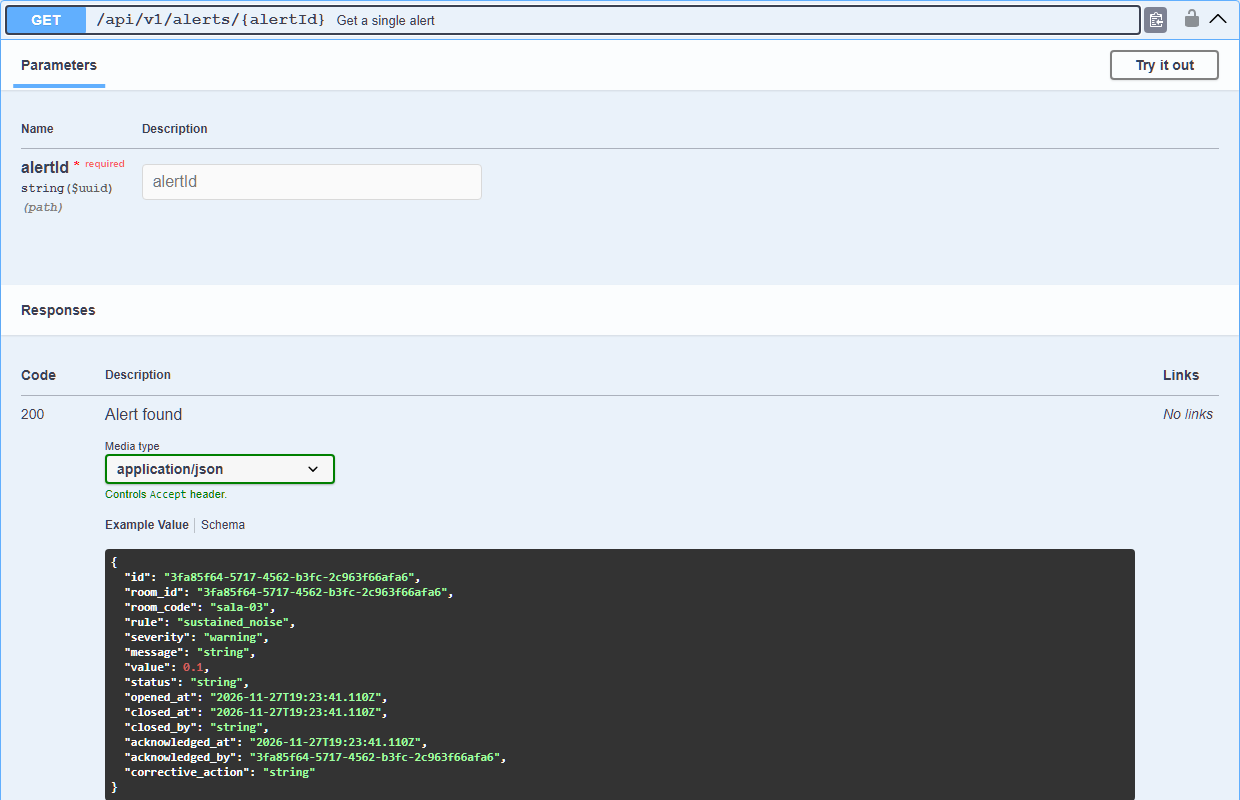 GET /api/v1/alerts/{alertId} Get a single alert
Parameters
Try it out
Name Description
alertId * required
string($uuid)
(path)
alertId
Responses
Code Description Links
200 Alert found No links
Media type
application/json
Controls Accept header.
Example Value Schema
{
"id": "3fa85f64-5717-4562-b3fc-2c963f66afa6",
"room_id": "3fa85f64-5717-4562-b3fc-2c963f66afa6",
"room_code": "sala-03",
"rule": "sustained_noise",
"severity": "warning",
"message": "string",
"value": 0.1,
"status": "string",
"opened_at": "2026-11-27T19:23:41.110Z",
"closed_at": "2026-11-27T19:23:41.110Z",
"closed_by": "string",
"acknowledged_at": "2026-11-27T19:23:41.110Z",
"acknowledged_by": "3fa85f64-5717-4562-b3fc-2c963f66afa6",
"corrective_action": "string"
}